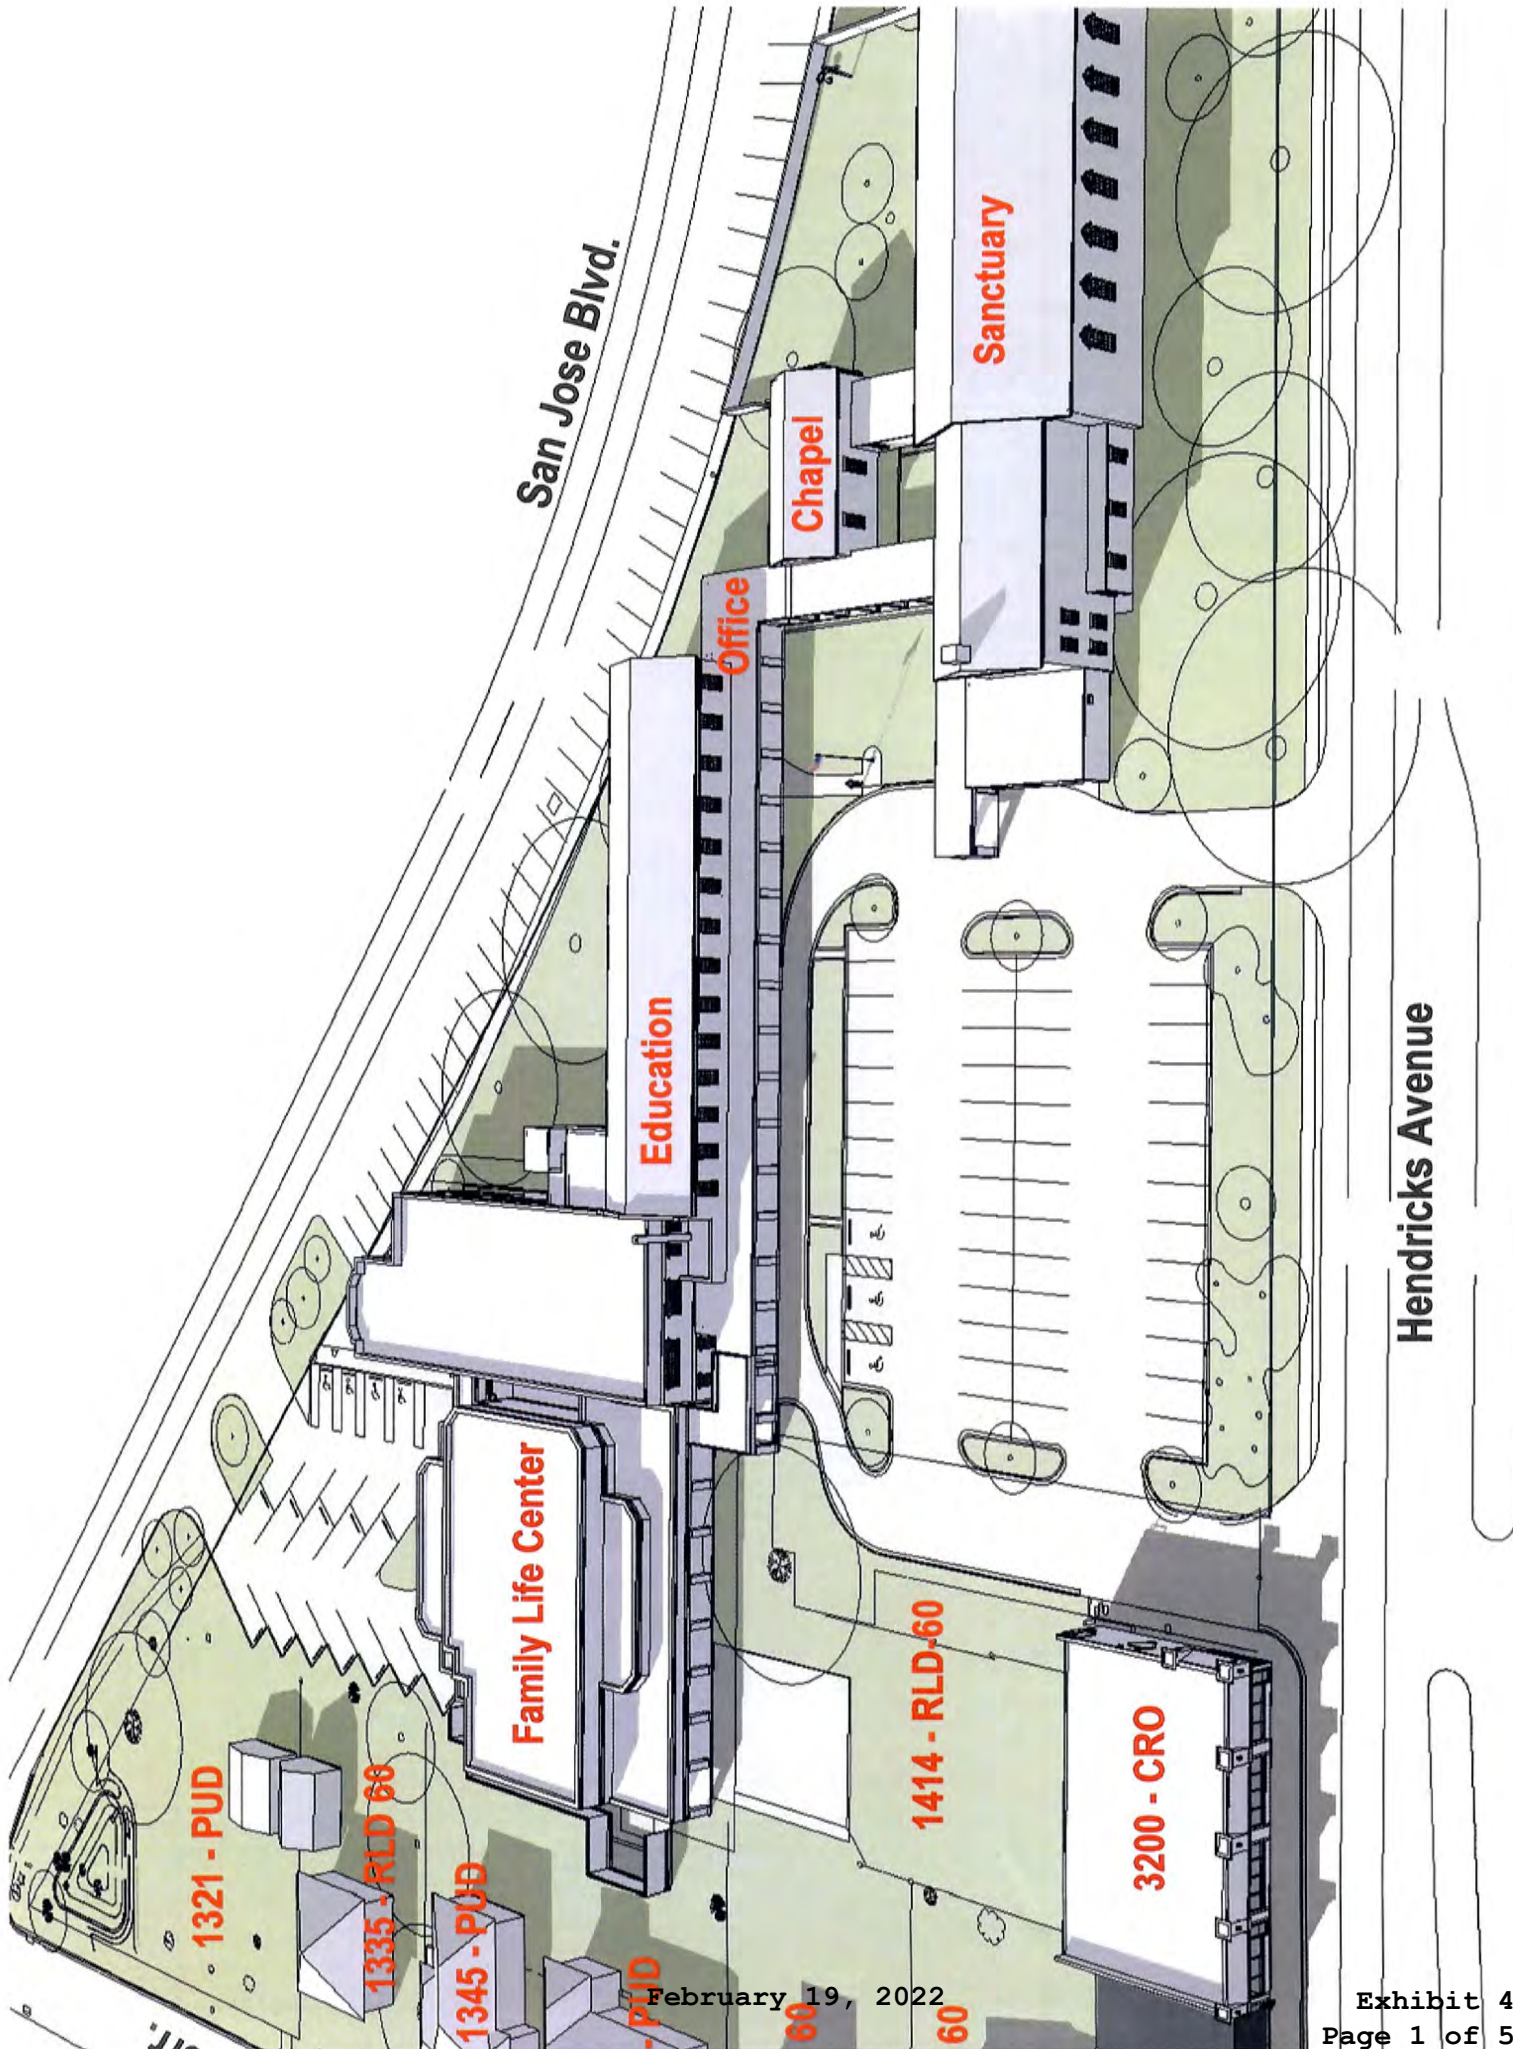 San Jose Blvd.
Sanctuary
Chapel
Office
Education
Hendricks Avenue
Family Life Center
1414 - RLD-60
3200 - CRO
1321 - PUD
1335 - RLD 60
1345 - PUD
- PUD
60
60
February 19, 2022
Exhibit 4
Page 1 of 5